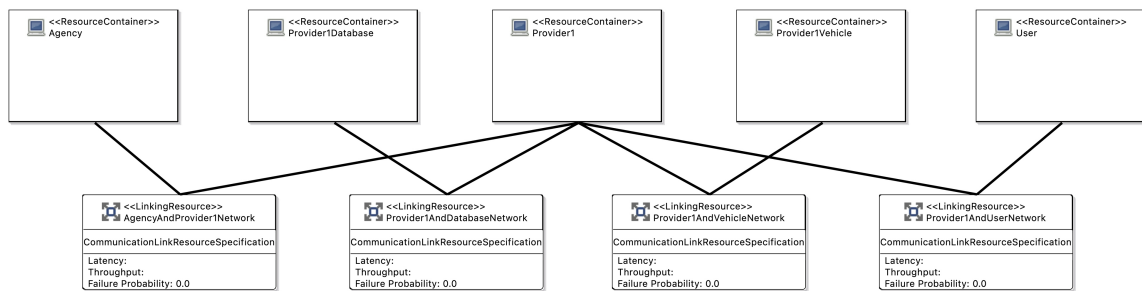 <<ResourceContainer>>
Agency
<<ResourceContainer>>
Provider1Database
<<ResourceContainer>>
Provider1
<<ResourceContainer>>
Provider1Vehicle
<<ResourceContainer>>
User
<<LinkingResource>>
AgencyAndProvider1Network
CommunicationLinkResourceSpecification
Latency:
Throughput:
Failure Probability: 0.0
<<LinkingResource>>
Provider1AndDatabaseNetwork
CommunicationLinkResourceSpecification
Latency:
Throughput:
Failure Probability: 0.0
<<LinkingResource>>
Provider1AndVehicleNetwork
CommunicationLinkResourceSpecification
Latency:
Throughput:
Failure Probability: 0.0
<<LinkingResource>>
Provider1AndUserNetwork
CommunicationLinkResourceSpecification
Latency:
Throughput:
Failure Probability: 0.0